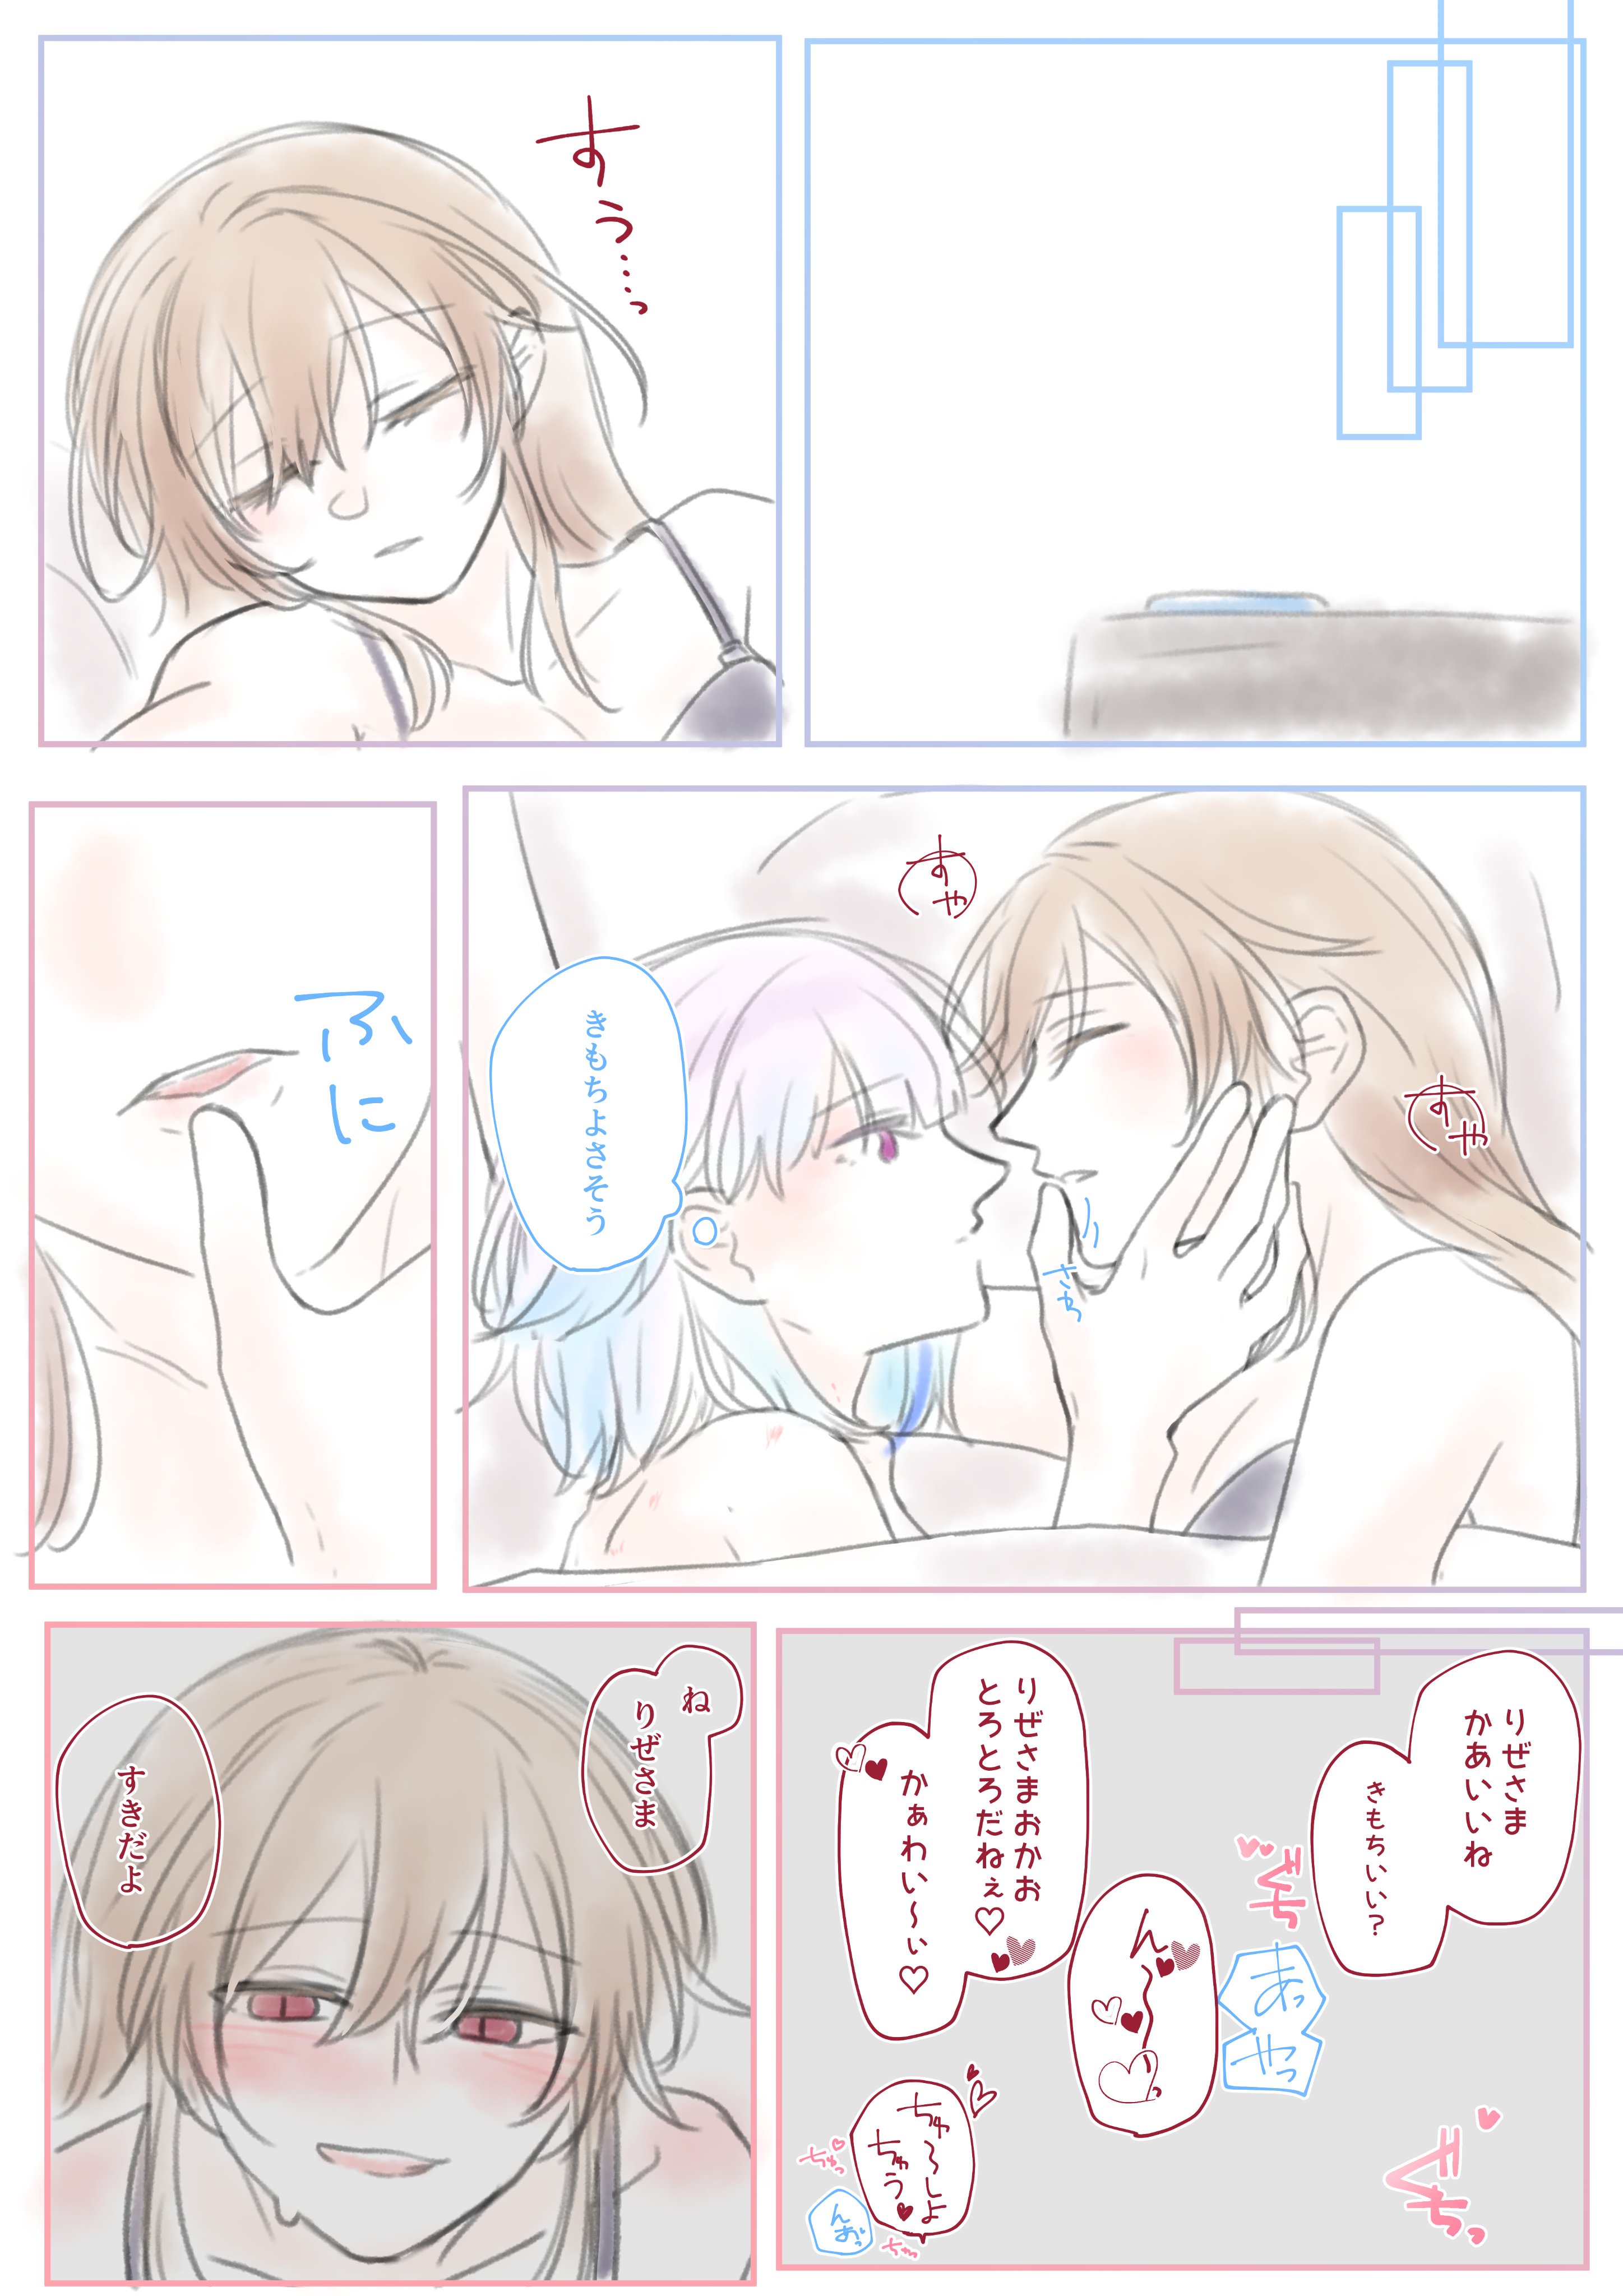 すぅ‥‥っ
すや
すや
さわ
きもちよさそう
ふに
りぜさま
かあいいね
きもちいい?
ぐちっ
あっ
やっ
ん〜〜っ
りぜさまおかお
とろとろだねぇ♡
かぁわい〜ぃ♡
ちゅ〜しよ
ちゅう♥
ちゅっ
んおっ
ちゅっ
ぐちっ
ね
りぜさま
すきだよ